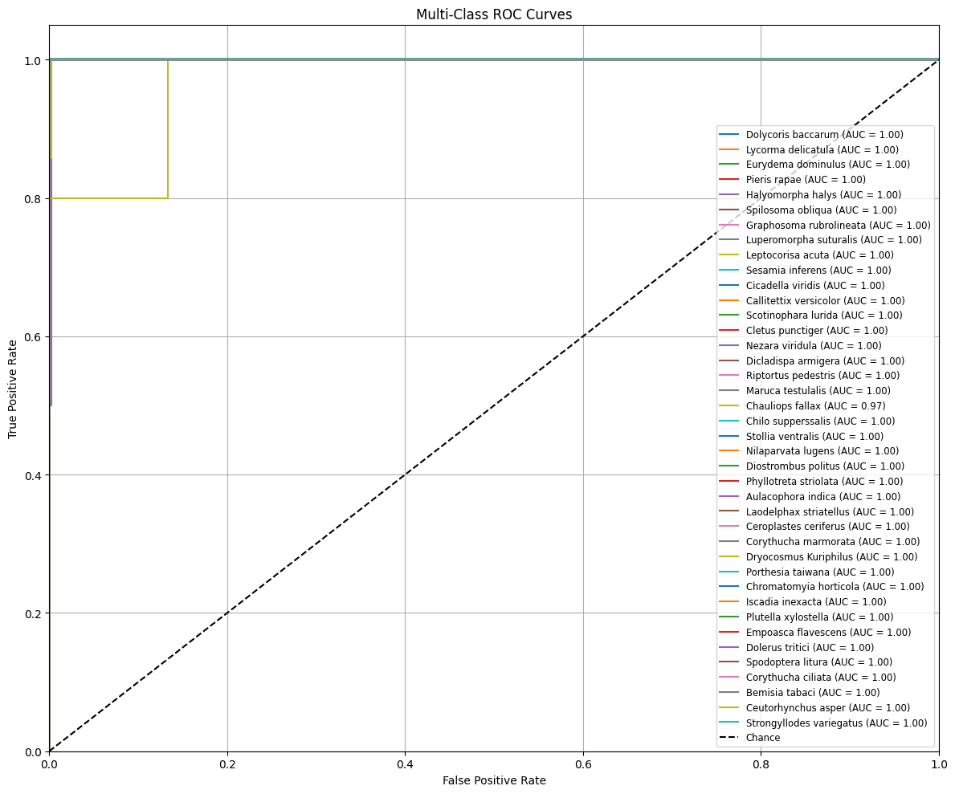 Multi-Class ROC Curves
1.0
0.8
0.6
0.4
0.2
0.0
True Positive Rate
Dolycoris baccarum (AUC = 1.00)
Lycorma delicatula (AUC = 1.00)
Eurydema dominulus (AUC = 1.00)
Pieris rapae (AUC = 1.00)
Halyomorpha halys (AUC = 1.00)
Spilosoma obliqua (AUC = 1.00)
Graphosoma rubrolineata (AUC = 1.00)
Luperomorpha suturalis (AUC = 1.00)
Leptocorisa acuta (AUC = 1.00)
Sesamia inferens (AUC = 1.00)
Cicadella viridis (AUC = 1.00)
Callitettix versicolor (AUC = 1.00)
Scotinophara lurida (AUC = 1.00)
Cletus punctiger (AUC = 1.00)
Nezara viridula (AUC = 1.00)
Dicladispa armigera (AUC = 1.00)
Riptortus pedestris (AUC = 1.00)
Maruca testulalis (AUC = 1.00)
Chauliops fallax (AUC = 0.97)
Chilo supperssalis (AUC = 1.00)
Stollia ventralis (AUC = 1.00)
Nilaparvata lugens (AUC = 1.00)
Diostrombus politus (AUC = 1.00)
Phyllotreta striolata (AUC = 1.00)
Aulacophora indica (AUC = 1.00)
Laodelphax striatellus (AUC = 1.00)
Ceroplastes ceriferus (AUC = 1.00)
Corythucha marmorata (AUC = 1.00)
Dryocosmus Kuriphilus (AUC = 1.00)
Porthesia taiwana (AUC = 1.00)
Chromatomyia horticola (AUC = 1.00)
Iscadia inexacta (AUC = 1.00)
Plutella xylostella (AUC = 1.00)
Empoasca flavescens (AUC = 1.00)
Dolerus tritici (AUC = 1.00)
Spodoptera litura (AUC = 1.00)
Corythucha ciliata (AUC = 1.00)
Bemisia tabaci (AUC = 1.00)
Ceutorhynchus asper (AUC = 1.00)
Strongyllodes variegatus (AUC = 1.00)
Chance
0.0 0.2 0.4 0.6 0.8 1.0
False Positive Rate